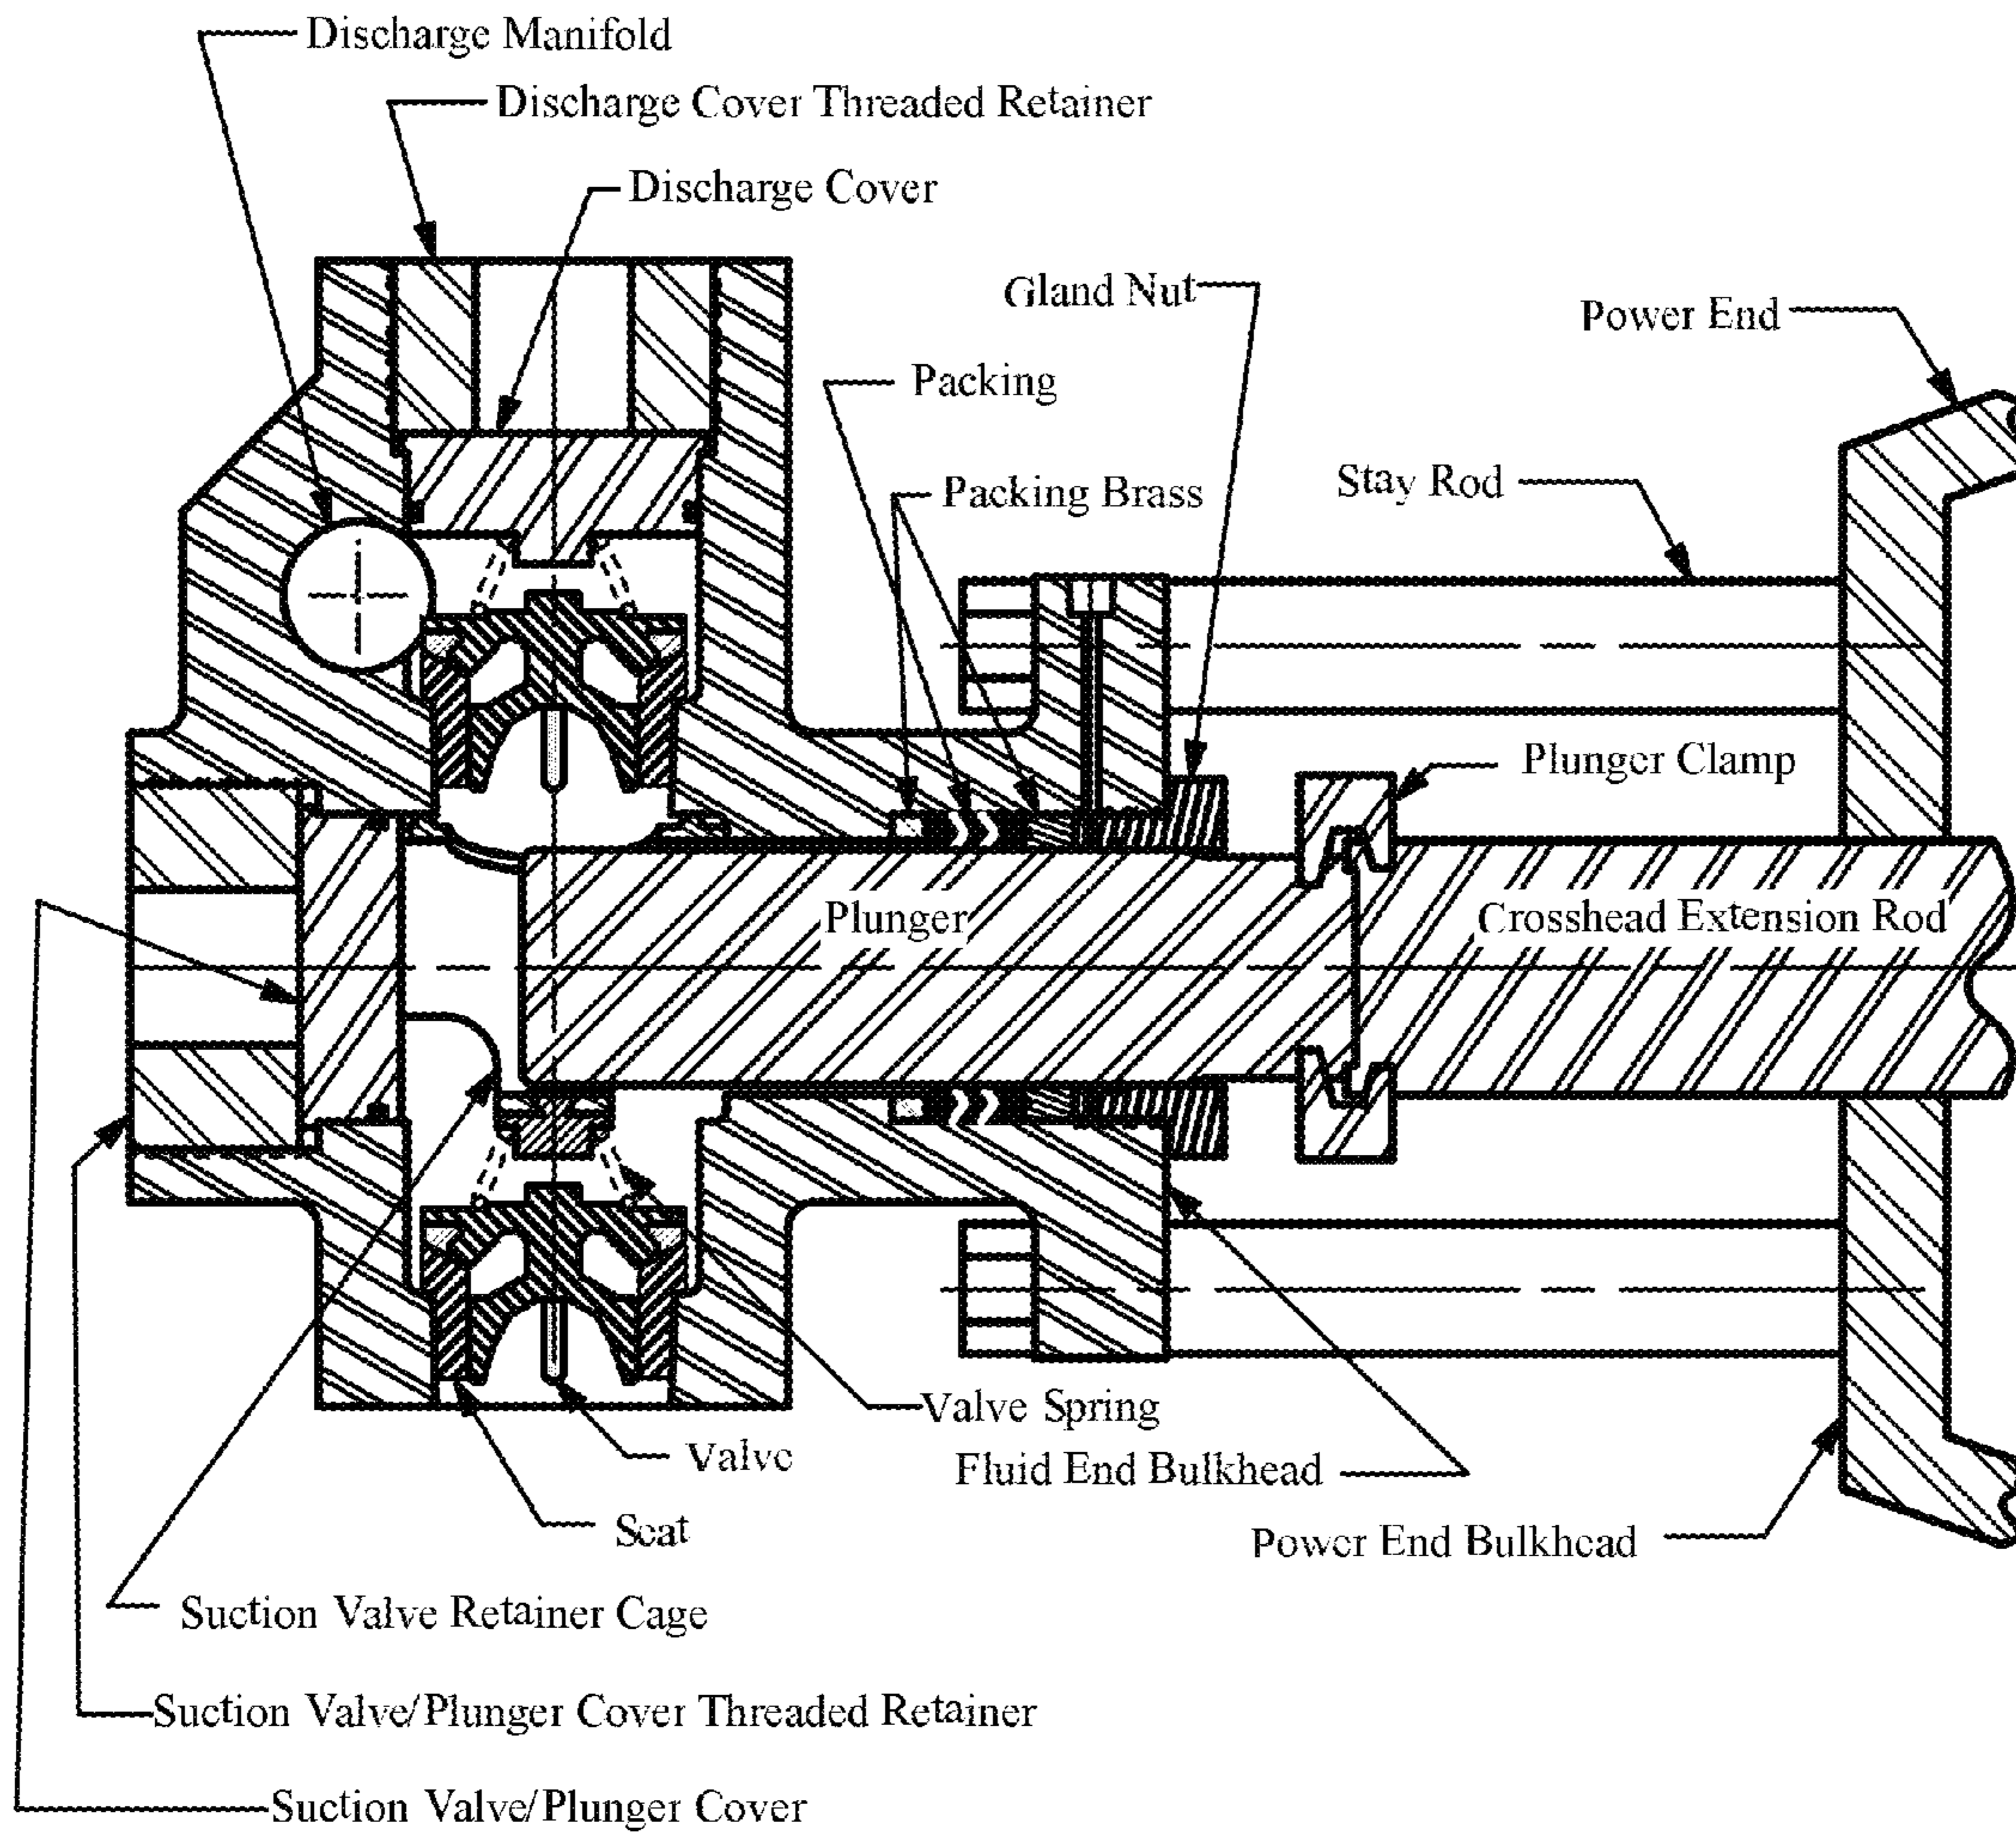 Discharge Manifold
Discharge Cover Threaded Retainer
Discharge Cover
Gland Nut
Power End
Packing
Packing Brass
Stay Rod
Plunger Clamp
Plunger
Crosshead Extension Rod
Valve Spring
Valve
Fluid End Bulkhead
Seat
Power End Bulkhead
Suction Valve Retainer Cage
Suction Valve/Plunger Cover Threaded Retainer
Suction Valve/Plunger Cover